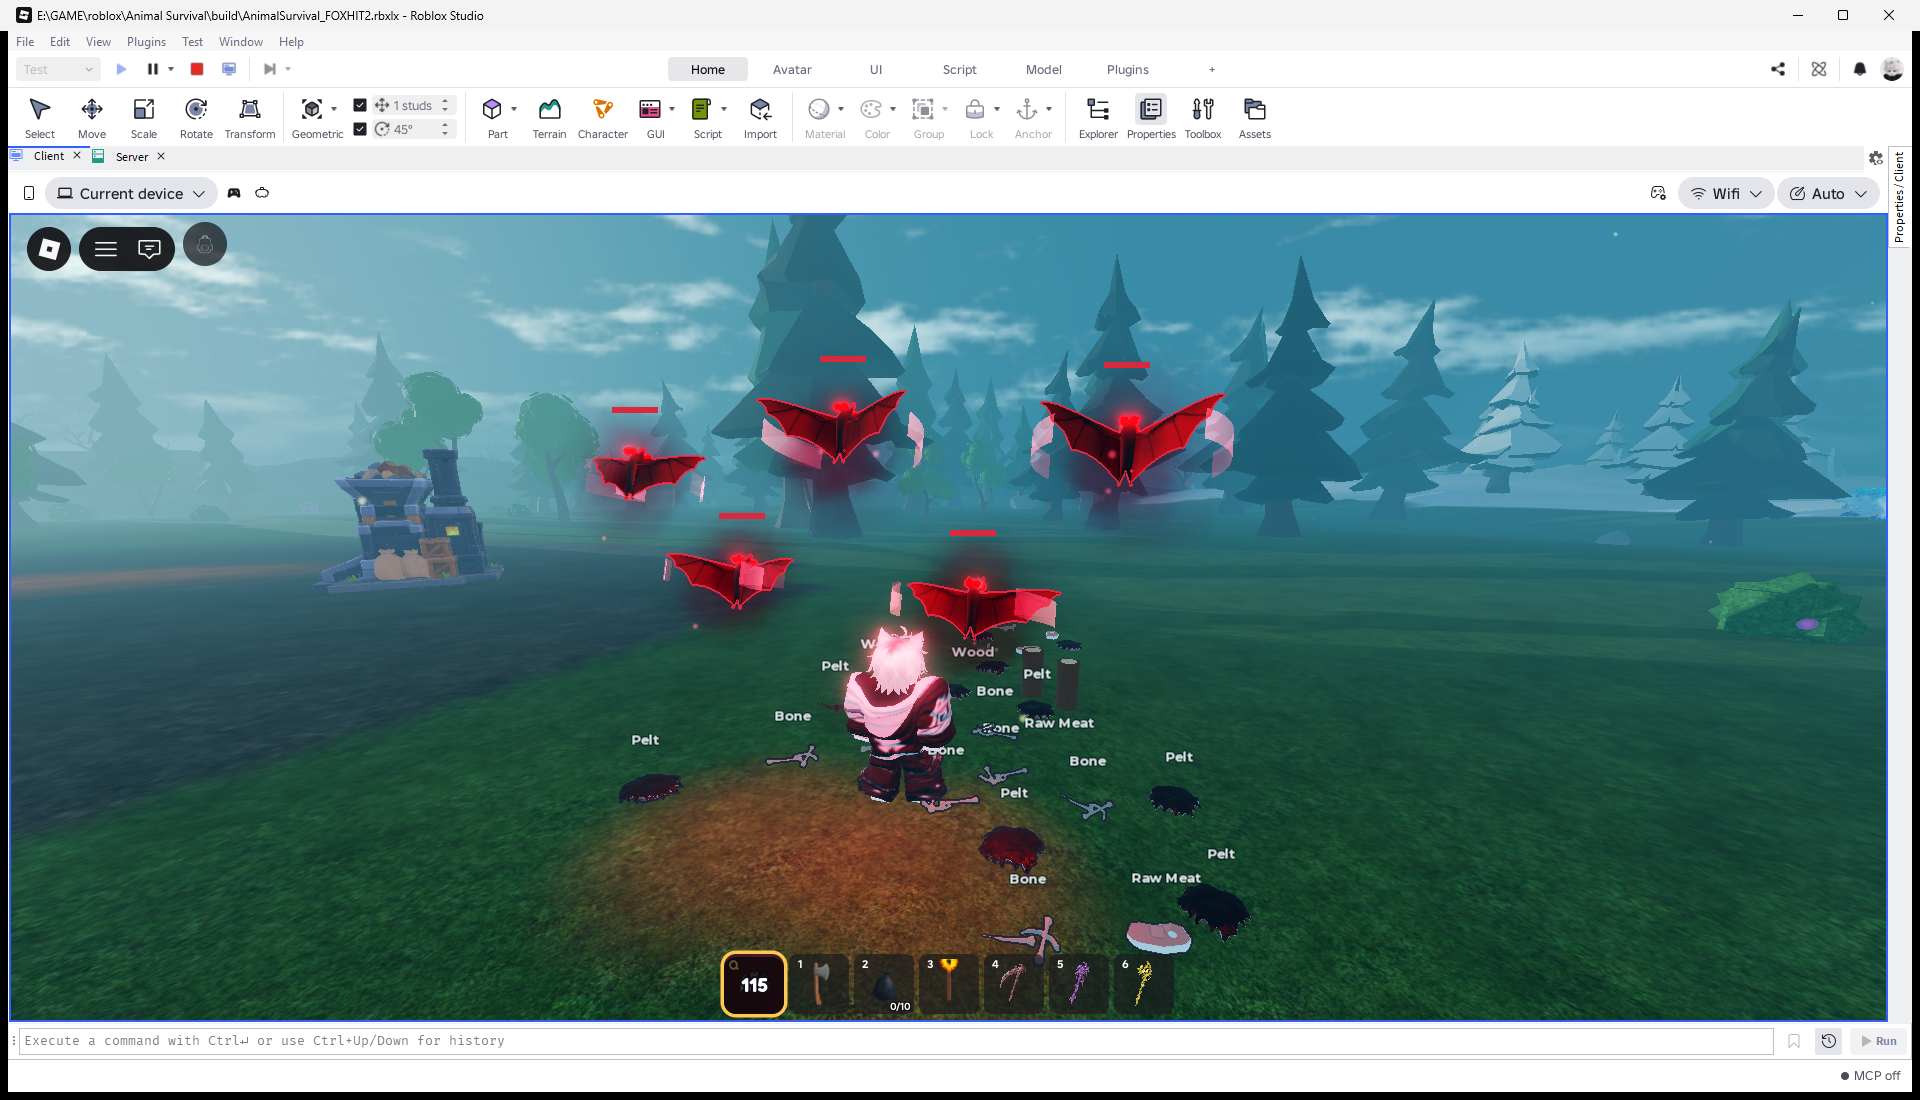 E:\GAME\roblox\Animal Survival\build\AnimalSurvival_FOXHIT2.rbxlx - Roblox Studio
File Edit View Plugins Test Window Help
Test
Home Avatar UI Script Model Plugins +
Select Move Scale Rotate Transform Geometric 1 studs 45° Part Terrain Character GUI Script Import Material Color Group Lock Anchor Explorer Properties Toolbox Assets
Client Server
Properties / Client
Current device Wifi Auto
Wood
Pelt
Pelt
Bone
Bone
Raw Meat
Bone
Pelt
Bone
Bone
Pelt
Pelt
Pelt
Raw Meat
Bone
Q 115
1
2 0/10
3
4
5
6
Execute a command with Ctrl↵ or use Ctrl+Up/Down for history
Run
MCP off